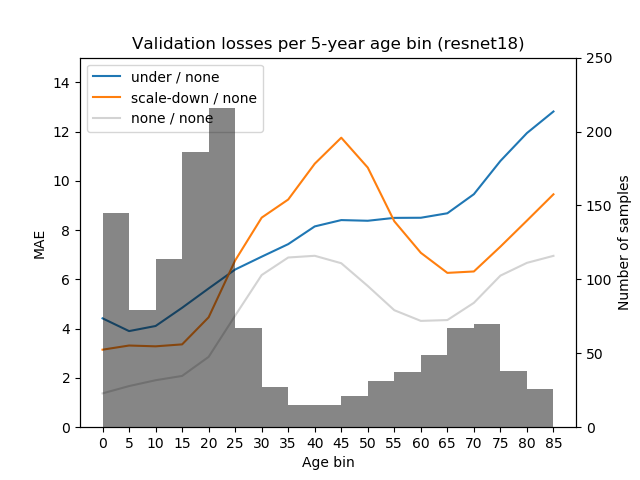 Validation losses per 5-year age bin (resnet18)
under / none
scale-down / none
none / none
MAE
14
12
10
8
6
4
2
0
250
200
150
100
50
0
Number of samples
0 5 10 15 20 25 30 35 40 45 50 55 60 65 70 75 80 85
Age bin